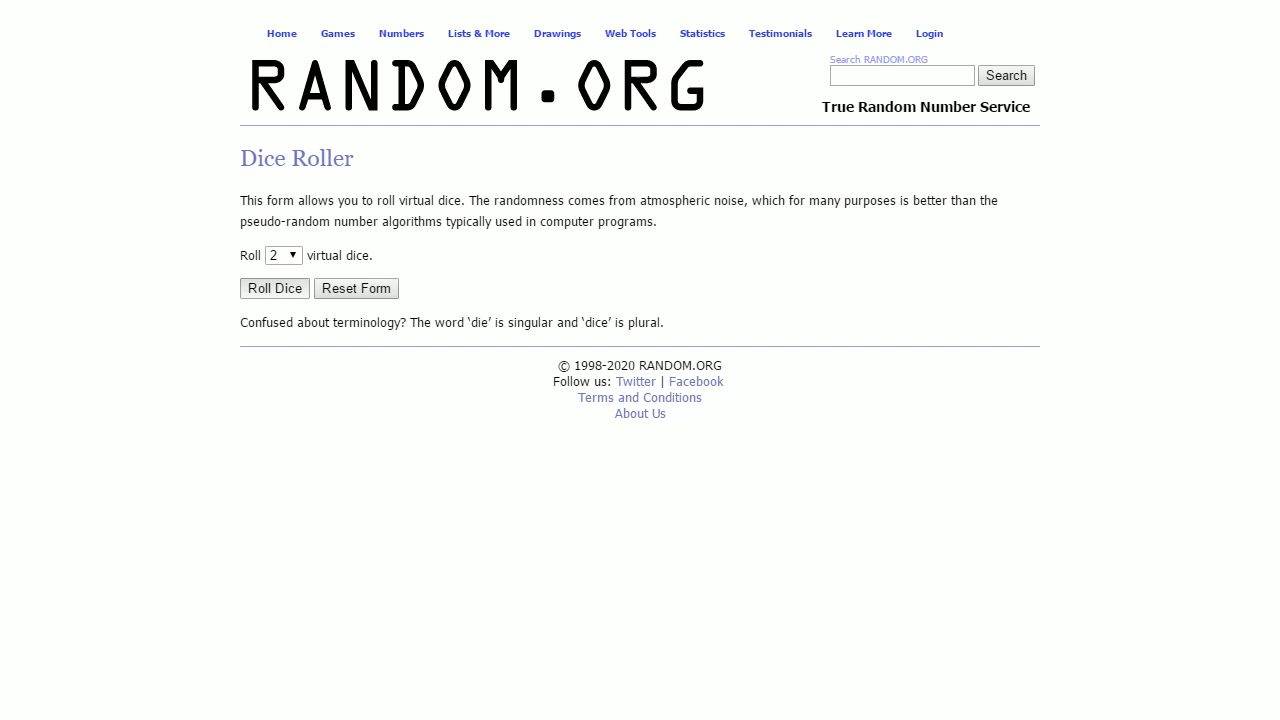 Home Games Numbers Lists & More Drawings Web Tools Statistics Testimonials Learn More Login
RANDOM.ORG
Search RANDOM.ORG
Search
True Random Number Service
Dice Roller
This form allows you to roll virtual dice. The randomness comes from atmospheric noise, which for many purposes is better than the
pseudo-random number algorithms typically used in computer programs.
Roll 2 virtual dice.
Roll Dice Reset Form
Confused about terminology? The word ‘die’ is singular and ‘dice’ is plural.
© 1998-2020 RANDOM.ORG
Follow us: Twitter | Facebook
Terms and Conditions
About Us